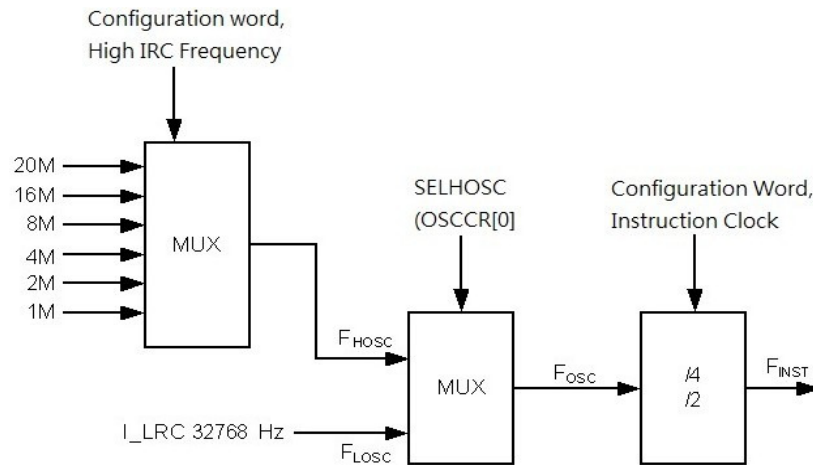 Configuration word,
High IRC Frequency
20M
16M
8M
4M
2M
1M
MUX
SELHOSC
(OSCCR[0]
Configuration Word,
Instruction Clock
FHOSC
I_LRC 32768 Hz
FLOSC
MUX
FOSC
/4
/2
FINST